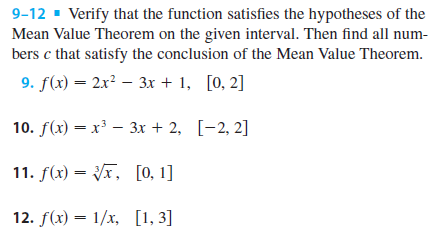 9–12 ▪ Verify that the function satisfies the hypotheses of the
Mean Value Theorem on the given interval. Then find all num-
bers c that satisfy the conclusion of the Mean Value Theorem.
9. f(x) = 2x² − 3x + 1, [0, 2]
10. f(x) = x³ − 3x + 2, [−2, 2]
11. f(x) = ∛x, [0, 1]
12. f(x) = 1/x, [1, 3]